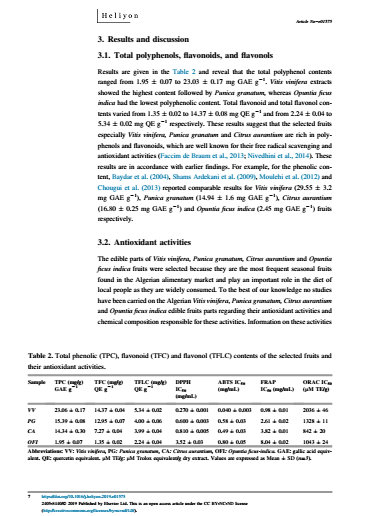 Heliyon
Article No~e01573
3. Results and discussion
3.1. Total polyphenols, flavonoids, and flavonols
Results are given in the Table 2 and reveal that the total polyphenol contents
ranged from 1.95 ± 0.07 to 23.03 ± 0.17 mg GAE g−1. Vitis vinifera extracts
showed the highest content followed by Punica granatum, whereas Opuntia ficus
indica had the lowest polyphenolic content. Total flavonoid and total flavonol con-
tents varied from 1.35 ± 0.02 to 14.37 ± 0.08 mg QE g−1 and from 2.24 ± 0.04 to
5.34 ± 0.02 mg QE g−1 respectively. These results suggest that the selected fruits
especially Vitis vinifera, Punica granatum and Citrus aurantium are rich in poly-
phenols and flavonoids, which are well known for their free radical scavenging and
antioxidant activities (Faccim de Braum et al., 2013; Nivedhini et al., 2014). These
results are in accordance with earlier findings. For example, for the phenolic con-
tent, Baydar et al. (2004), Shams Ardekani et al. (2009), Moulehi et al. (2012) and
Chougui et al. (2013) reported comparable results for Vitis vinifera (29.55 ± 3.2
mg GAE g−1), Punica granatum (14.94 ± 1.6 mg GAE g−1), Citrus aurantium
(16.80 ± 0.25 mg GAE g−1) and Opuntia ficus indica (2.45 mg GAE g−1) fruits
respectively.
3.2. Antioxidant activities
The edible parts of Vitis vinifera, Punica granatum, Citrus aurantium and Opuntia
ficus indica fruits were selected because they are the most frequent seasonal fruits
found in the Algerian alimentary market and play an important role in the diet of
local people as they are widely consumed. To the best of our knowledge no studies
have been carried on the Algerian Vitis vinifera, Punica granatum, Citrus aurantium
and Opuntia ficus indica edible fruits parts regarding their antioxidant activities and
chemical composition responsible for these activities. Information on these activities
Table 2. Total phenolic (TPC), flavonoid (TFC) and flavonol (TFLC) contents of the selected fruits and
their antioxidant activities.
Sample TPC (mg/g) TFC (mg/g) TFLC (mg/g) DPPH ABTS IC50 FRAP ORAC IC50
GAE g−1 QE g−1 QE g−1 IC50 (mg/mL) IC50 (mg/mL) (µM TE/g)
(mg/mL)
VV 23.06 ± 0.17 14.37 ± 0.04 5.34 ± 0.02 0.270 ± 0.001 0.040 ± 0.003 0.98 ± 0.01 2036 ± 46
PG 15.39 ± 0.08 12.95 ± 0.07 4.00 ± 0.06 0.600 ± 0.003 0.58 ± 0.03 2.61 ± 0.02 1328 ± 11
CA 14.34 ± 0.30 7.27 ± 0.04 3.99 ± 0.04 0.810 ± 0.005 0.49 ± 0.03 3.82 ± 0.01 842 ± 20
OFI 1.95 ± 0.07 1.35 ± 0.02 2.24 ± 0.04 3.52 ± 0.03 0.80 ± 0.05 8.04 ± 0.02 1043 ± 24
Abbreviations: VV: Vitis vinifera, PG: Punica granatum, CA: Citrus aurantium, OFI: Opuntia ficus-indica. GAE: gallic acid equiv-
alent. QE: quercetin equivalent. µM TE/g: µM Trolox equivalent/g dry extract. Values are expressed as Mean ± SD (n=3).
7 https://doi.org/10.1016/j.heliyon.2019.e01573
2405-8440/© 2019 Published by Elsevier Ltd. This is an open access article under the CC BY-NC-ND license